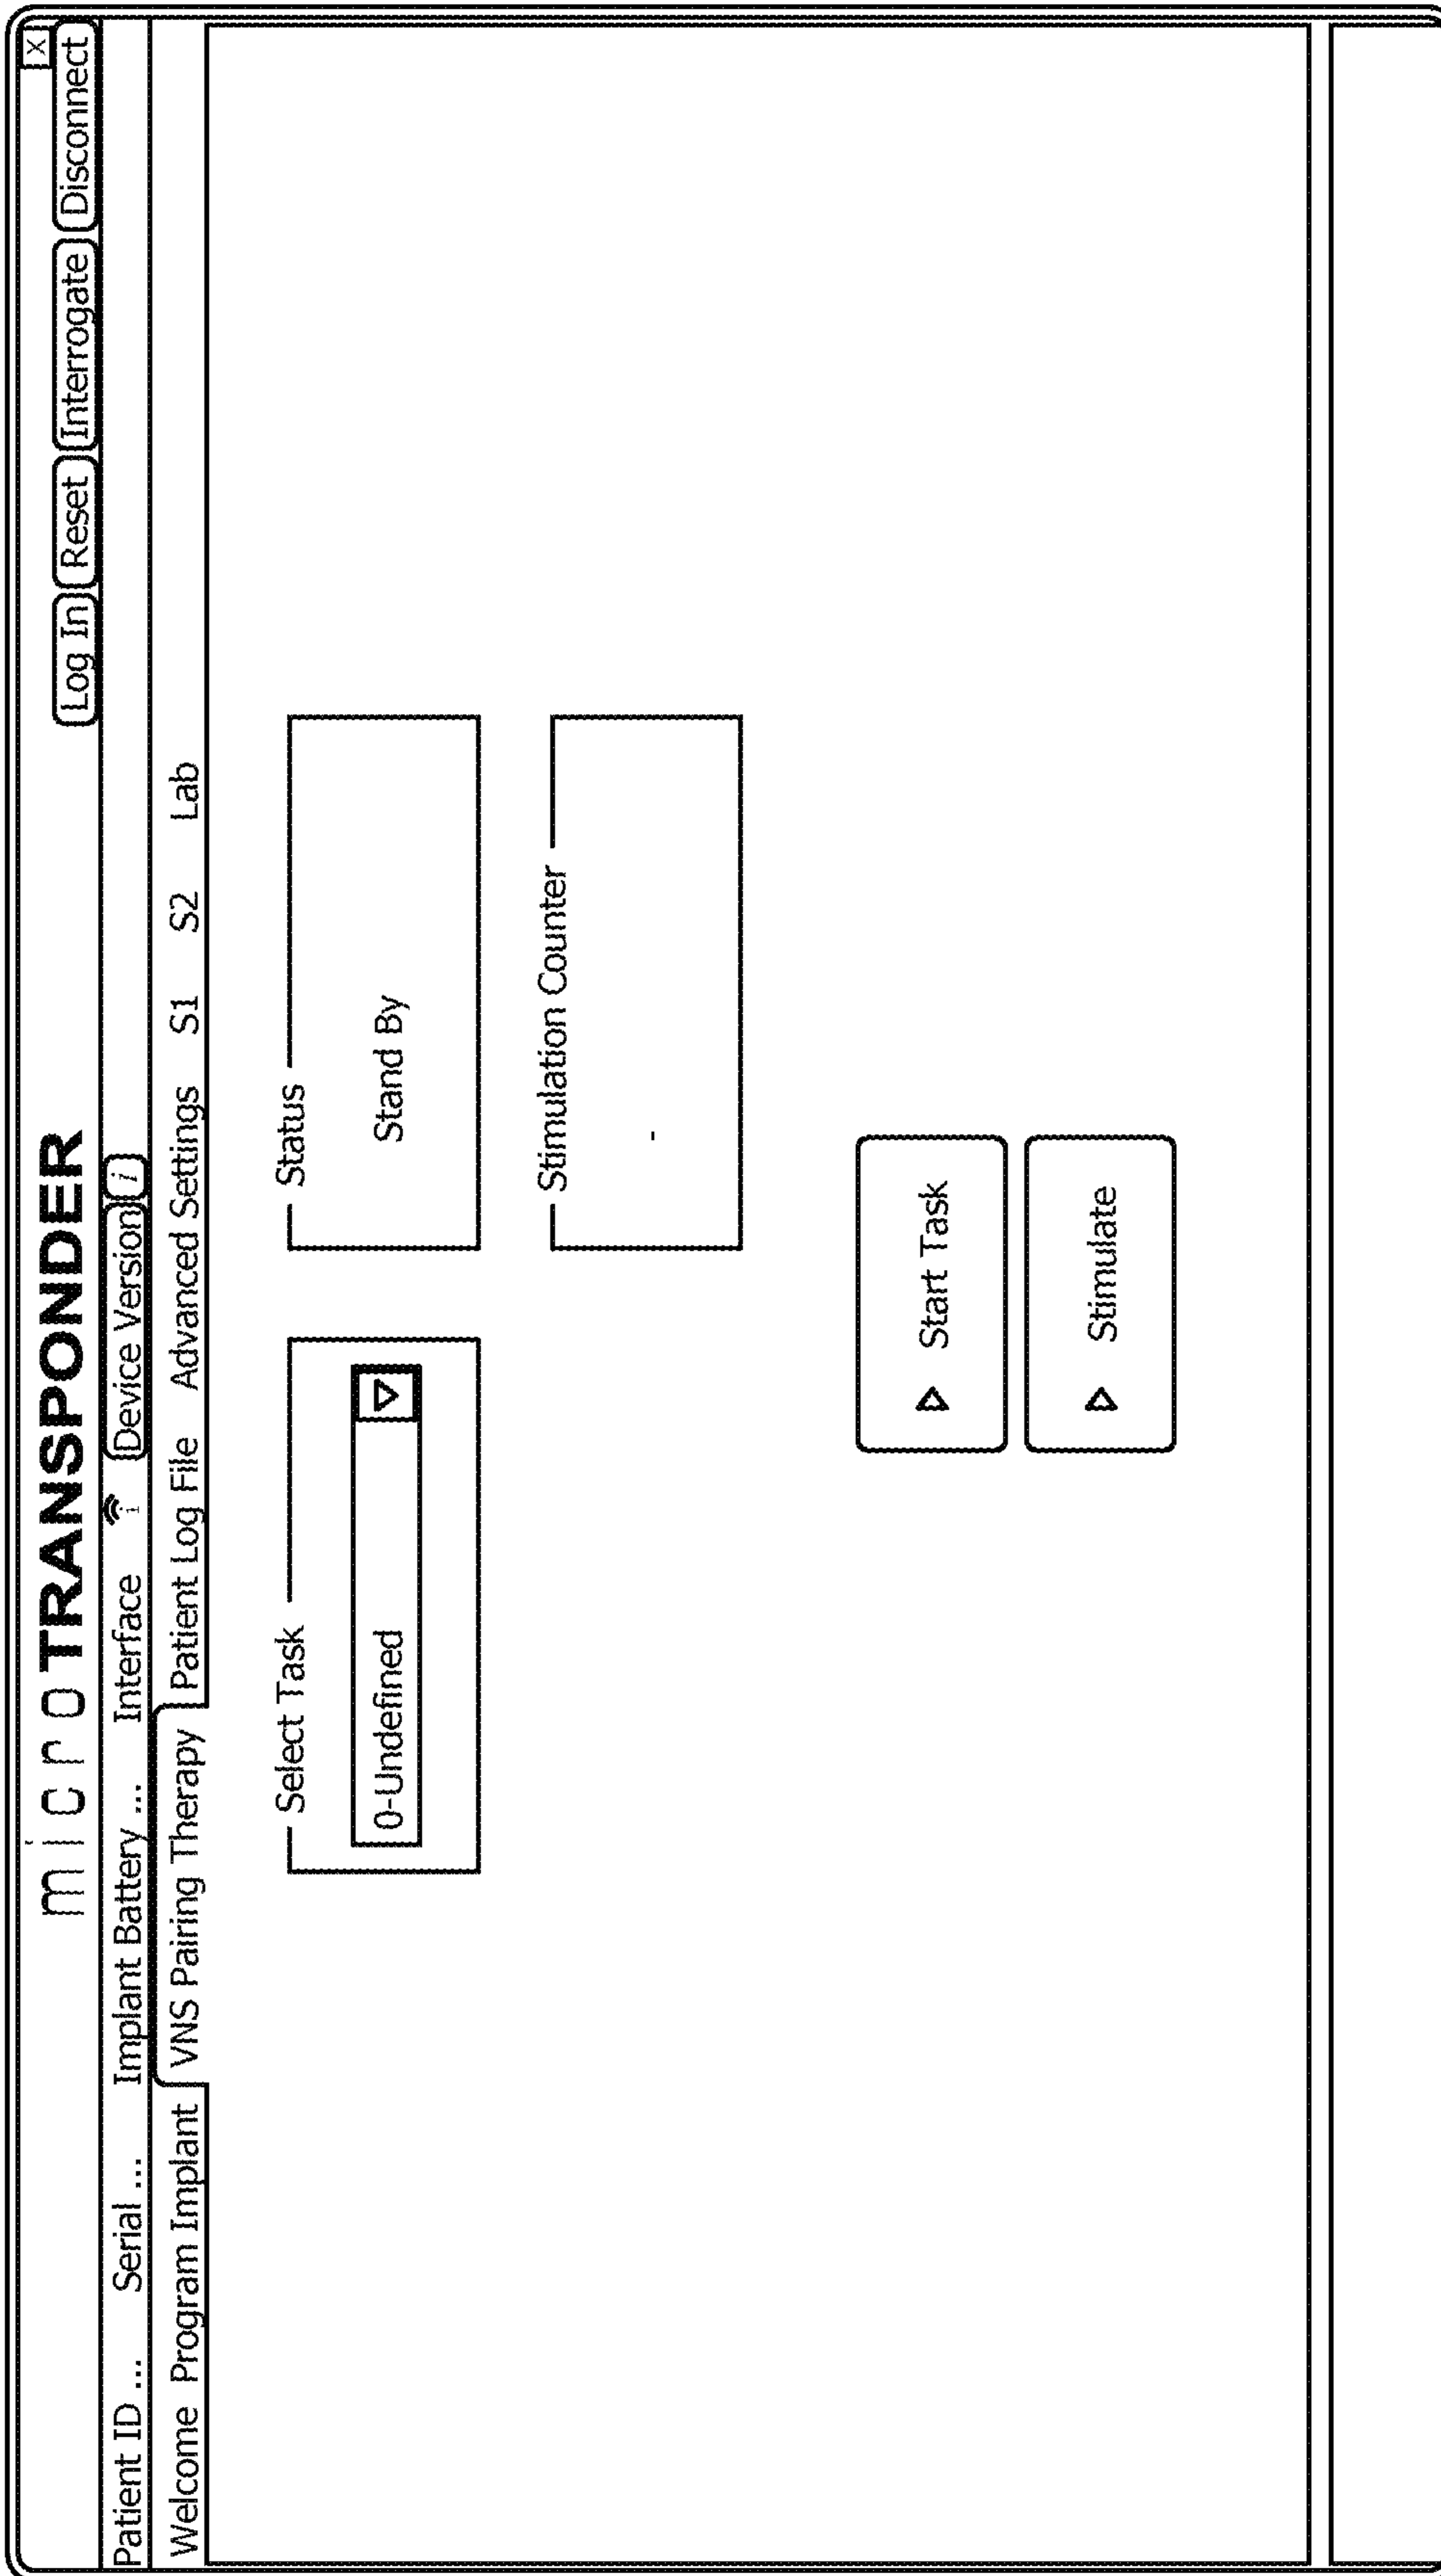 X
microTRANSPONDER
Log In Reset Interrogate Disconnect
Patient ID ... Serial ... Implant Battery ... Interface Device Version i
Welcome Program Implant VNS Pairing Therapy Patient Log File Advanced Settings S1 S2 Lab
Select Task Status
0-Undefined Stand By
Stimulation Counter
-
Start Task
Stimulate